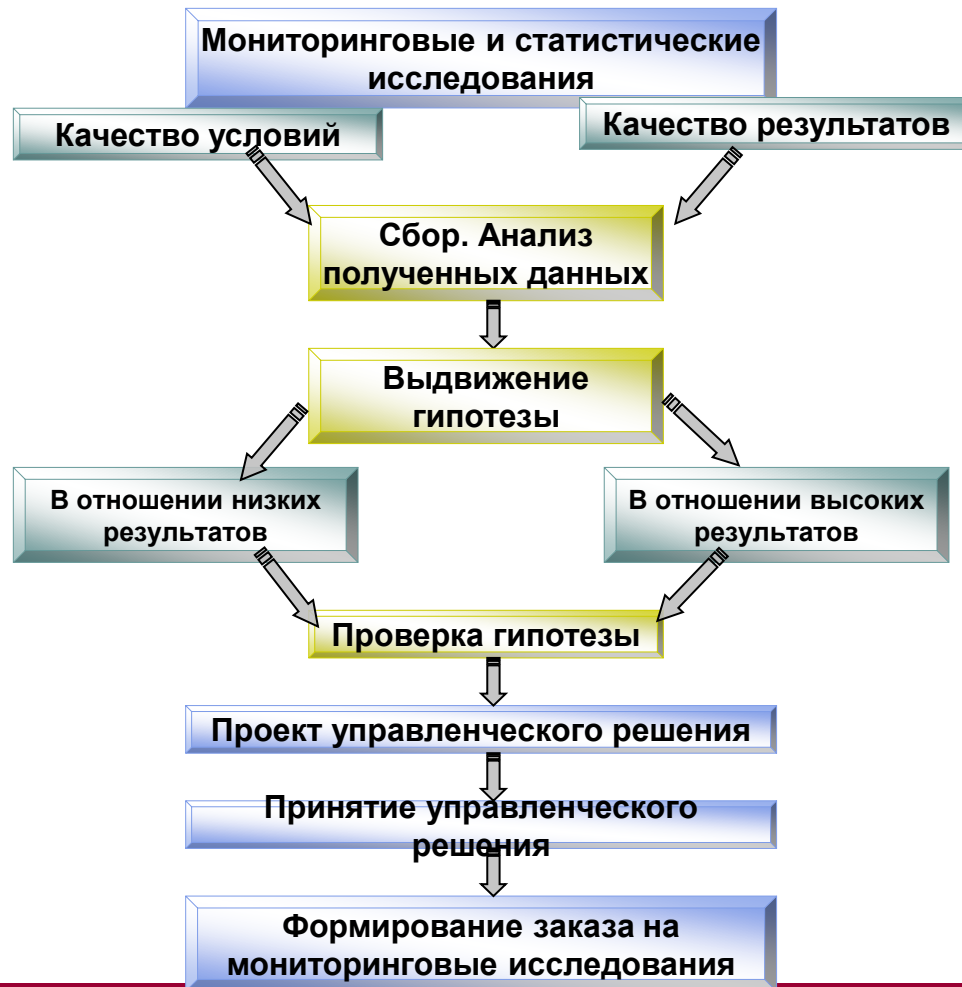 Мониторинговые и статистические
исследования
Качество условий
Качество результатов
Сбор. Анализ
полученных данных
Выдвижение
гипотезы
В отношении низких
результатов
В отношении высоких
результатов
Проверка гипотезы
Проект управленческого решения
Принятие управленческого
решения
Формирование заказа на
мониторинговые исследования